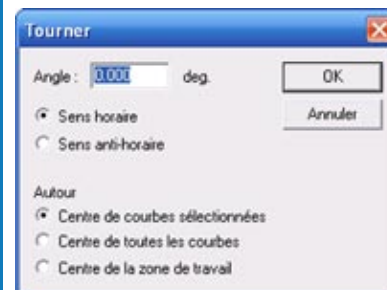 Tourner
Angle : 0.000 deg.
OK
Sens horaire
Annuler
Sens anti-horaire
Autour
Centre de courbes sélectionnées
Centre de toutes les courbes
Centre de la zone de travail